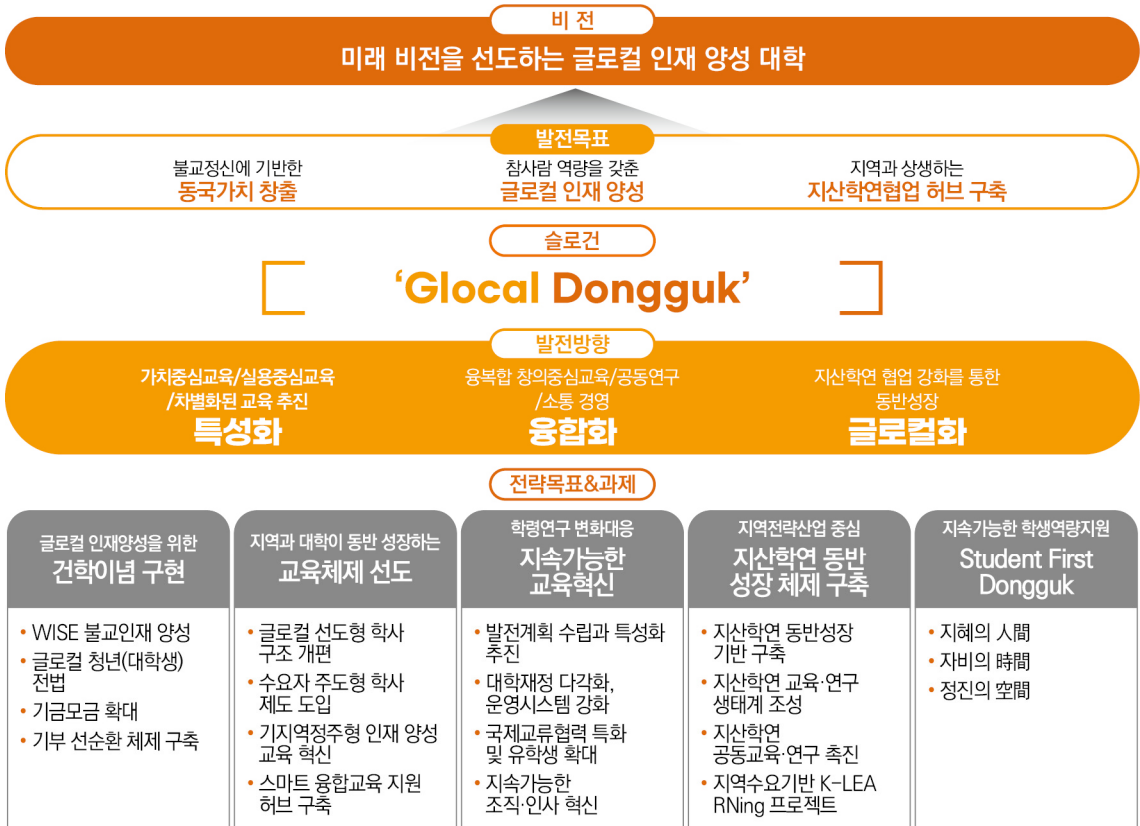 비 전
미래 비전을 선도하는 글로컬 인재 양성 대학
발전목표
불교정신에 기반한
동국가치 창출
참사람 역량을 갖춘
글로컬 인재 양성
지역과 상생하는
지산학연협업 허브 구축
슬로건
‘Glocal Dongguk’
발전방향
가치중심교육/실용중심교육
/차별화된 교육 추진
특성화
융복합 창의중심교육/공동연구
/소통 경영
융합화
지산학연 협업 강화를 통한
동반성장
글로컬화
전략목표&과제
글로컬 인재양성을 위한
건학이념 구현
• WISE 불교인재 양성
• 글로컬 청년(대학생)
전법
• 기금모금 확대
• 기부 선순환 체제 구축
지역과 대학이 동반 성장하는
교육체제 선도
• 글로컬 선도형 학사
구조 개편
• 수요자 주도형 학사
제도 도입
• 기지역정주형 인재 양성
교육 혁신
• 스마트 융합교육 지원
허브 구축
학령연구 변화대응
지속가능한
교육혁신
• 발전계획 수립과 특성화
추진
• 대학재정 다각화,
운영시스템 강화
• 국제교류협력 특화
및 유학생 확대
• 지속가능한
조직·인사 혁신
지역전략산업 중심
지산학연 동반
성장 체제 구축
• 지산학연 동반성장
기반 구축
• 지산학연 교육·연구
생태계 조성
• 지산학연
공동교육·연구 촉진
• 지역수요기반 K-LEA
RNing 프로젝트
지속가능한 학생역량지원
Student First
Dongguk
• 지혜의 人間
• 자비의 時間
• 정진의 空間